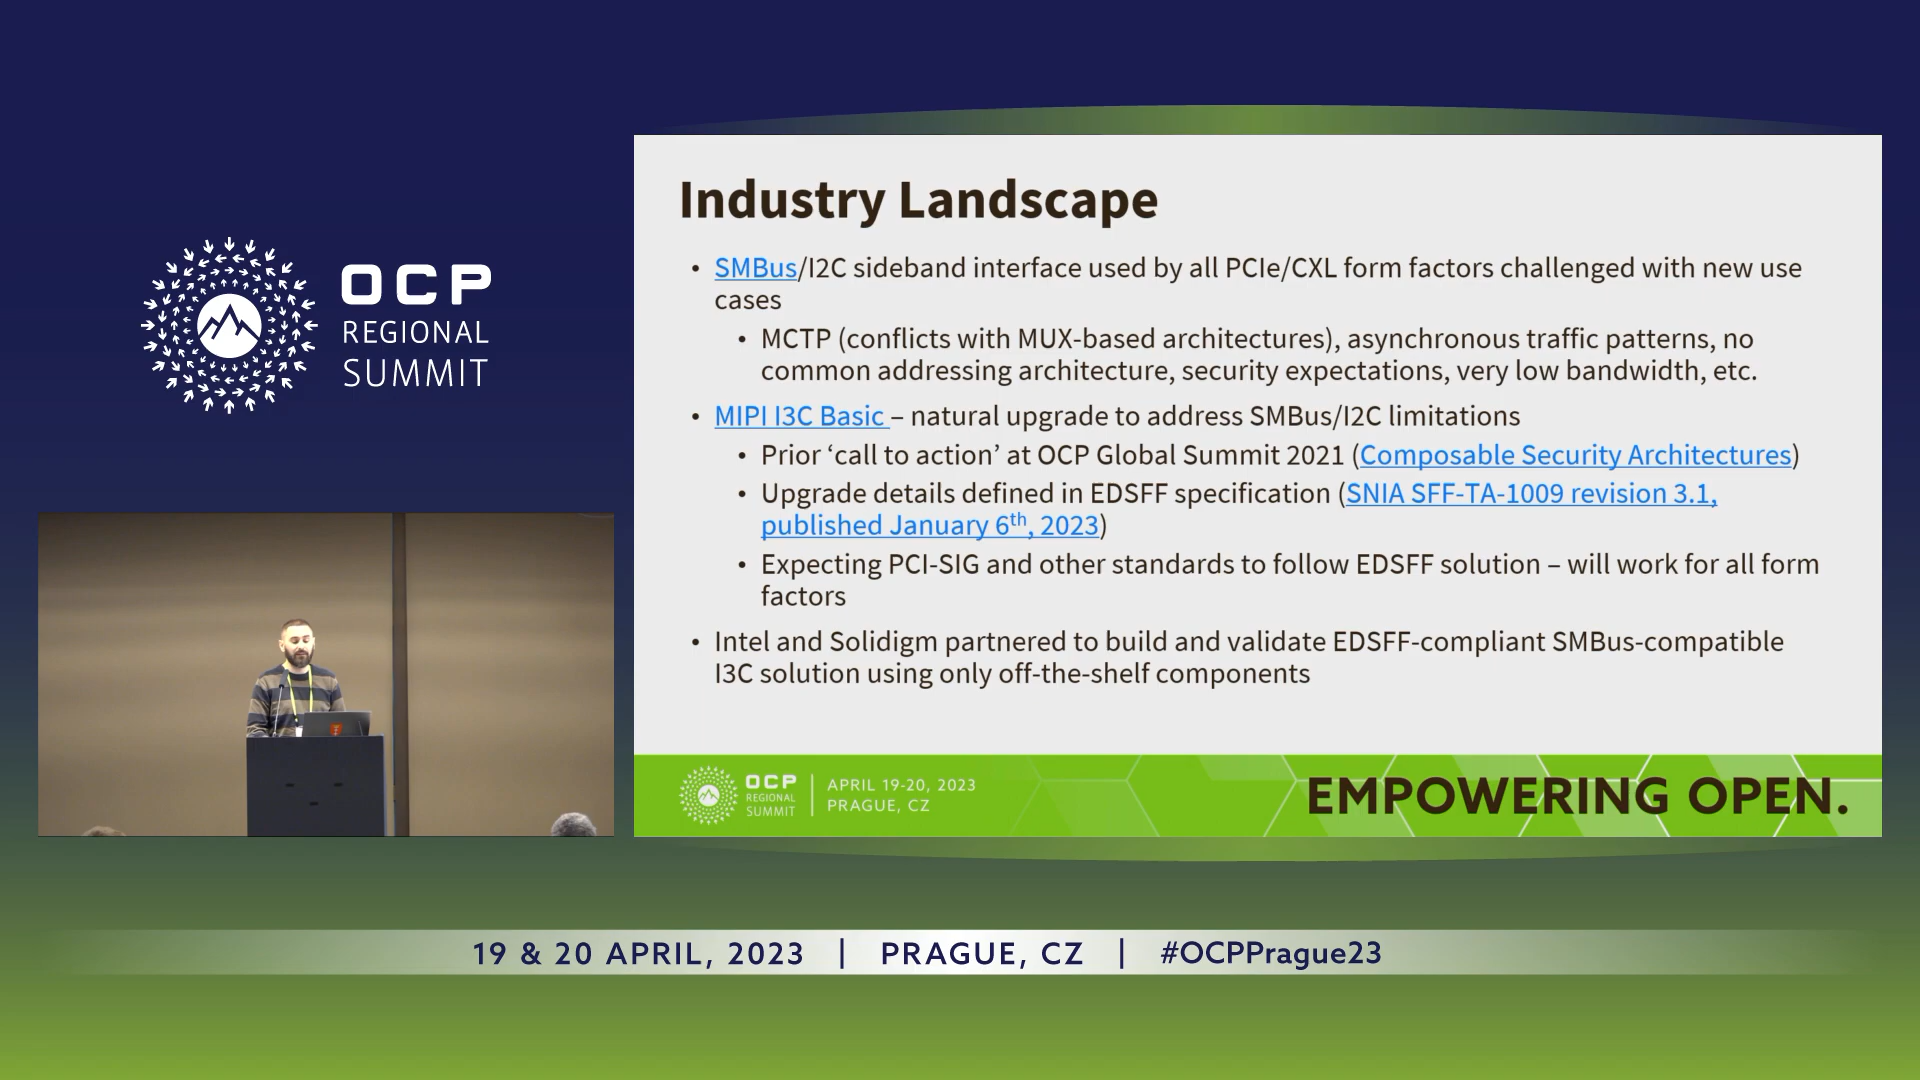 OCP
REGIONAL
SUMMIT
Industry Landscape
• SMBus/I2C sideband interface used by all PCIe/CXL form factors challenged with new use
cases
• MCTP (conflicts with MUX-based architectures), asynchronous traffic patterns, no
common addressing architecture, security expectations, very low bandwidth, etc.
• MIPI I3C Basic – natural upgrade to address SMBus/I2C limitations
• Prior ‘call to action’ at OCP Global Summit 2021 (Composable Security Architectures)
• Upgrade details defined in EDSFF specification (SNIA SFF-TA-1009 revision 3.1,
published January 6th, 2023)
• Expecting PCI-SIG and other standards to follow EDSFF solution – will work for all form
factors
• Intel and Solidigm partnered to build and validate EDSFF-compliant SMBus-compatible
I3C solution using only off-the-shelf components
OCP
REGIONAL
SUMMIT
APRIL 19-20, 2023
PRAGUE, CZ
EMPOWERING OPEN.
19 & 20 APRIL, 2023 | PRAGUE, CZ | #OCPPrague23